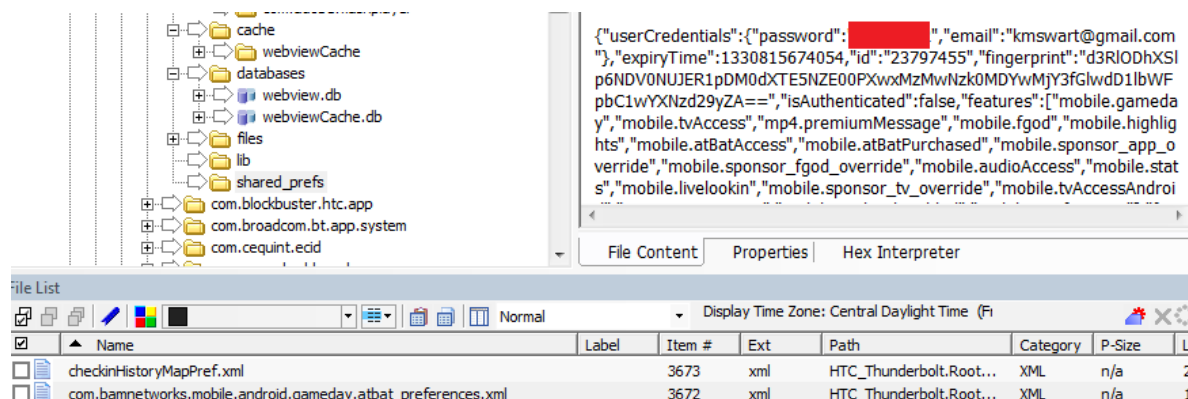 cache
webviewCache
databases
webview.db
webviewCache.db
files
lib
shared_prefs
com.blockbuster.htc.app
com.broadcom.bt.app.system
com.cequint.ecid
{"userCredentials":{"password": ","email":"kmswart@gmail.com
"},"expiryTime":1330815674054,"id":"23797455","fingerprint":"d3RlODhXSl
p6NDV0NUJER1pDM0dXTE5NZE00PXwxMzMwNzk0MDYwMjY3fGlwdD1lbWF
pbC1wYXNzd29yZA==","isAuthenticated":false,"features":["mobile.gameda
y","mobile.tvAccess","mp4.premiumMessage","mobile.fgod","mobile.highlig
hts","mobile.atBatAccess","mobile.atBatPurchased","mobile.sponsor_app_o
verride","mobile.sponsor_fgod_override","mobile.audioAccess","mobile.stat
s","mobile.livelookin","mobile.sponsor_tv_override","mobile.tvAccessAndroi
File Content Properties Hex Interpreter
File List
Normal Display Time Zone: Central Daylight Time (Fr
Name Label Item # Ext Path Category P-Size L
checkinHistoryMapPref.xml 3673 xml HTC_Thunderbolt.Root... XML n/a 2
com.bamnetworks.mobile.android.gameday.atbat_preferences.xml 3672 xml HTC_Thunderbolt.Root... XML n/a 1